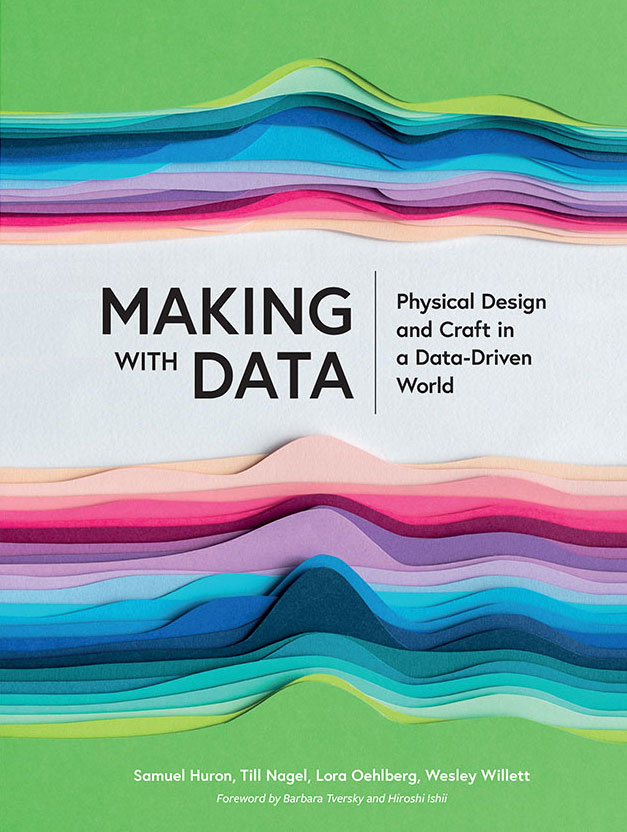 MAKING
WITH DATA
Physical Design
and Craft in
a Data-Driven
World
Samuel Huron, Till Nagel, Lora Oehlberg, Wesley Willett
Foreword by Barbara Tversky and Hiroshi Ishii